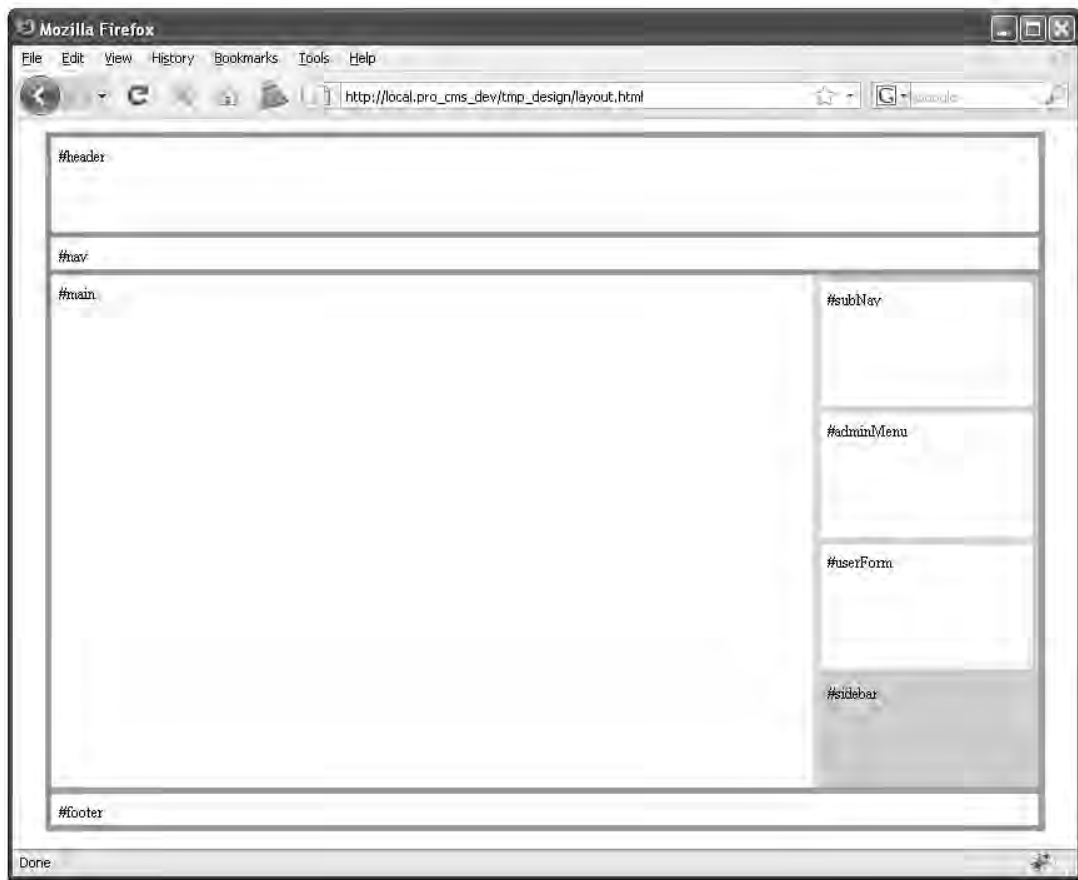 Mozilla Firefox
File Edit View History Bookmarks Tools Help
http://local.pro_cms_dev/tmp_design/layout.html G Google
#header
#nav
#main
#subNav
#adminMenu
#userForm
#sidebar
#footer
Done